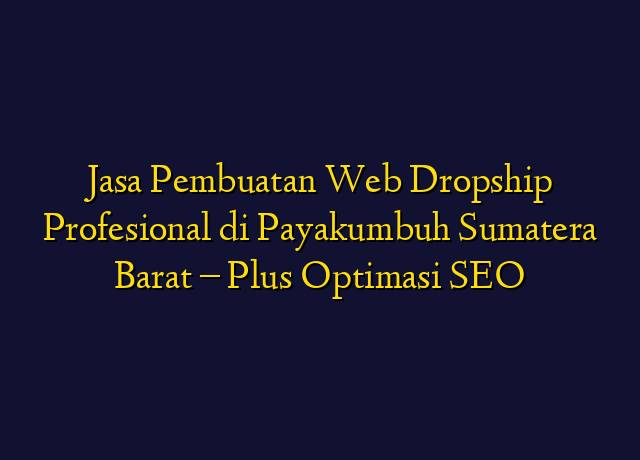 Jasa Pembuatan Web Dropship
Profesional di Payakumbuh Sumatera
Barat – Plus Optimasi SEO